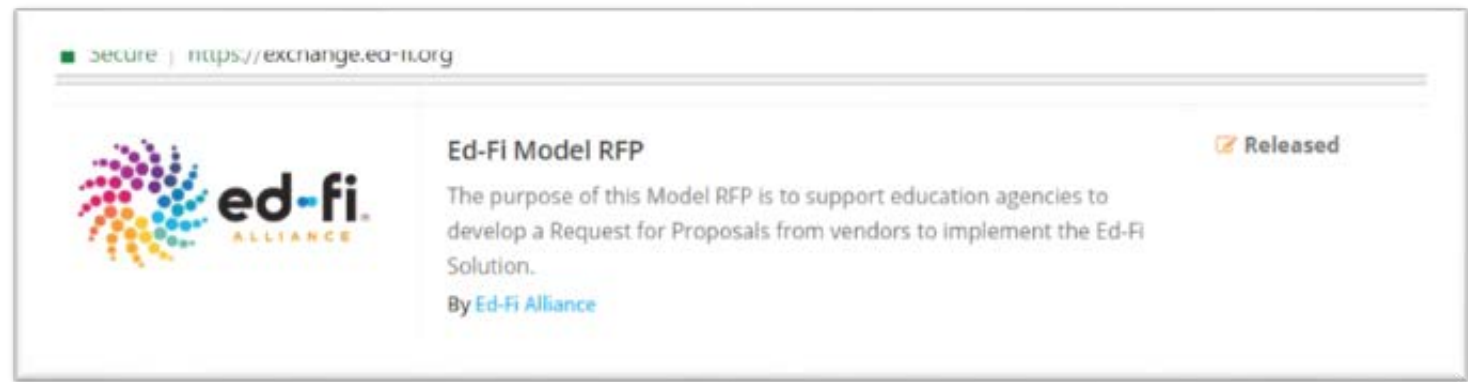 Secure | https://exchange.ed-fi.org
ed-fi.
ALLIANCE
Ed-Fi Model RFP
The purpose of this Model RFP is to support education agencies to
develop a Request for Proposals from vendors to implement the Ed-Fi
Solution.
By Ed-Fi Alliance
Released